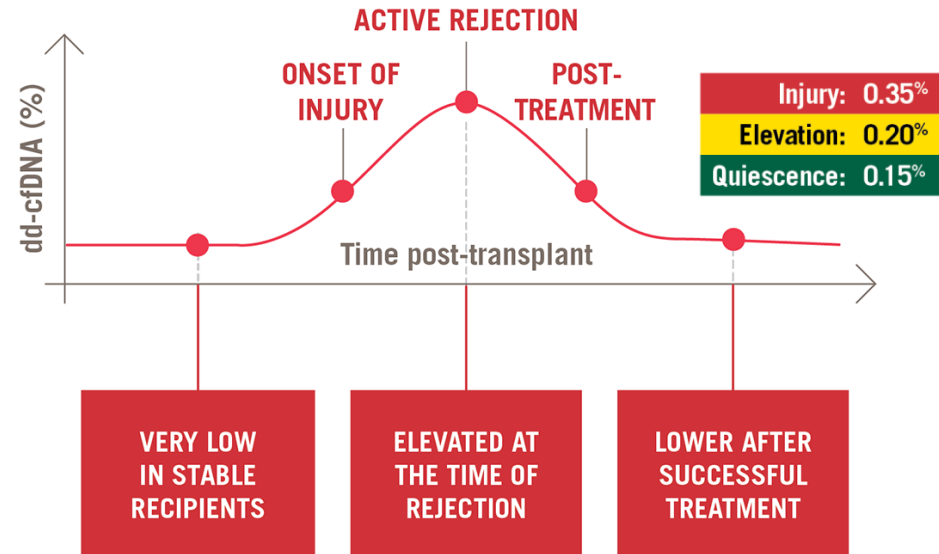 ACTIVE REJECTION
ONSET OF
INJURY
POST-
TREATMENT
Injury: 0.35%
Elevation: 0.20%
Quiescence: 0.15%
dd-cfDNA (%)
Time post-transplant
VERY LOW
IN STABLE
RECIPIENTS
ELEVATED AT
THE TIME OF
REJECTION
LOWER AFTER
SUCCESSFUL
TREATMENT